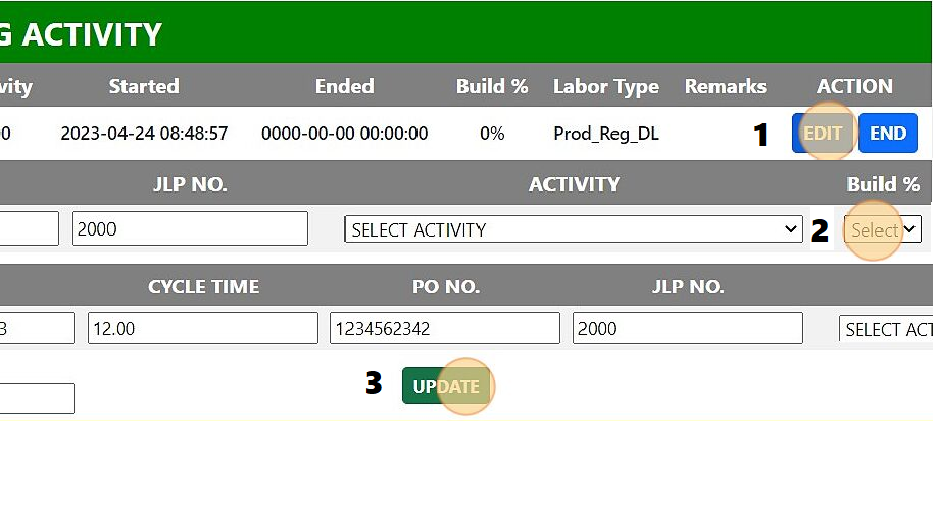 G ACTIVITY
vity Started Ended Build % Labor Type Remarks ACTION
0 2023-04-24 08:48:57 0000-00-00 00:00:00 0% Prod_Reg_DL 1 EDIT END
JLP NO. ACTIVITY Build %
2000 SELECT ACTIVITY 2 Select
CYCLE TIME PO NO. JLP NO.
3 12.00 1234562342 2000 SELECT ACT
3 UPDATE